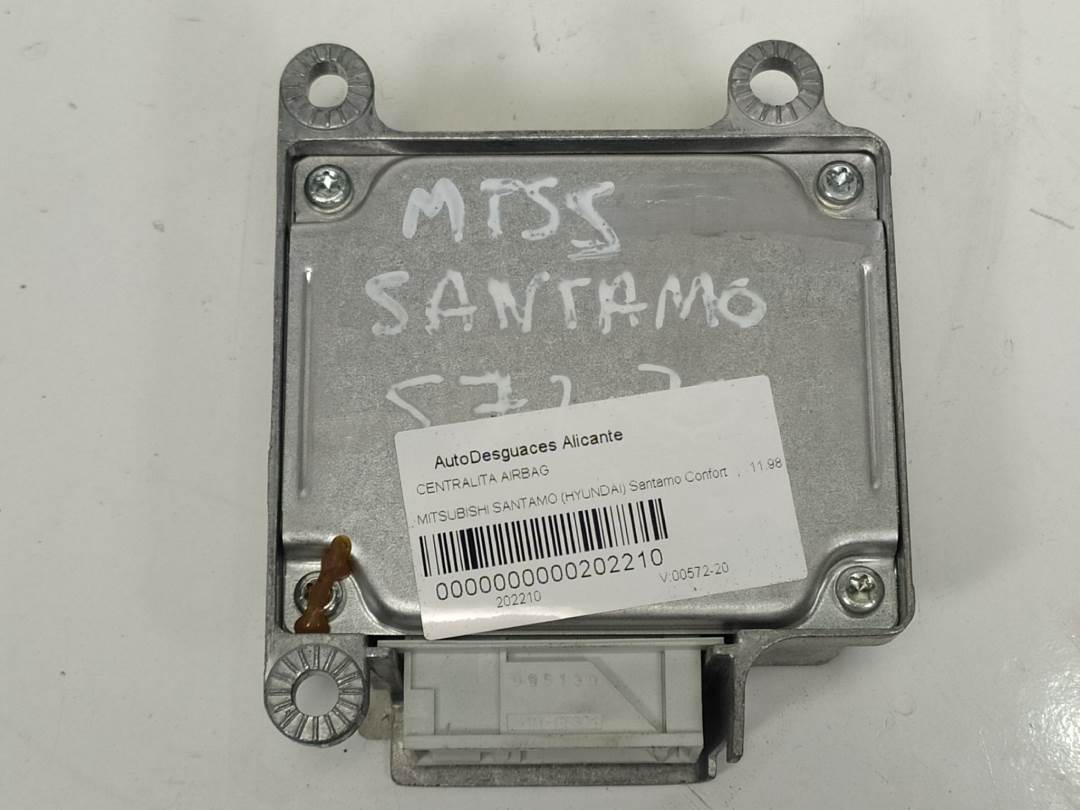 MTSS
SANTAMO
AutoDesguaces Alicante
CENTRALITA AIRBAG
MITSUBISHI SANTAMO (HYUNDAI) Santamo Confort , 11.98
0000000000202210
202210
V:00572-20